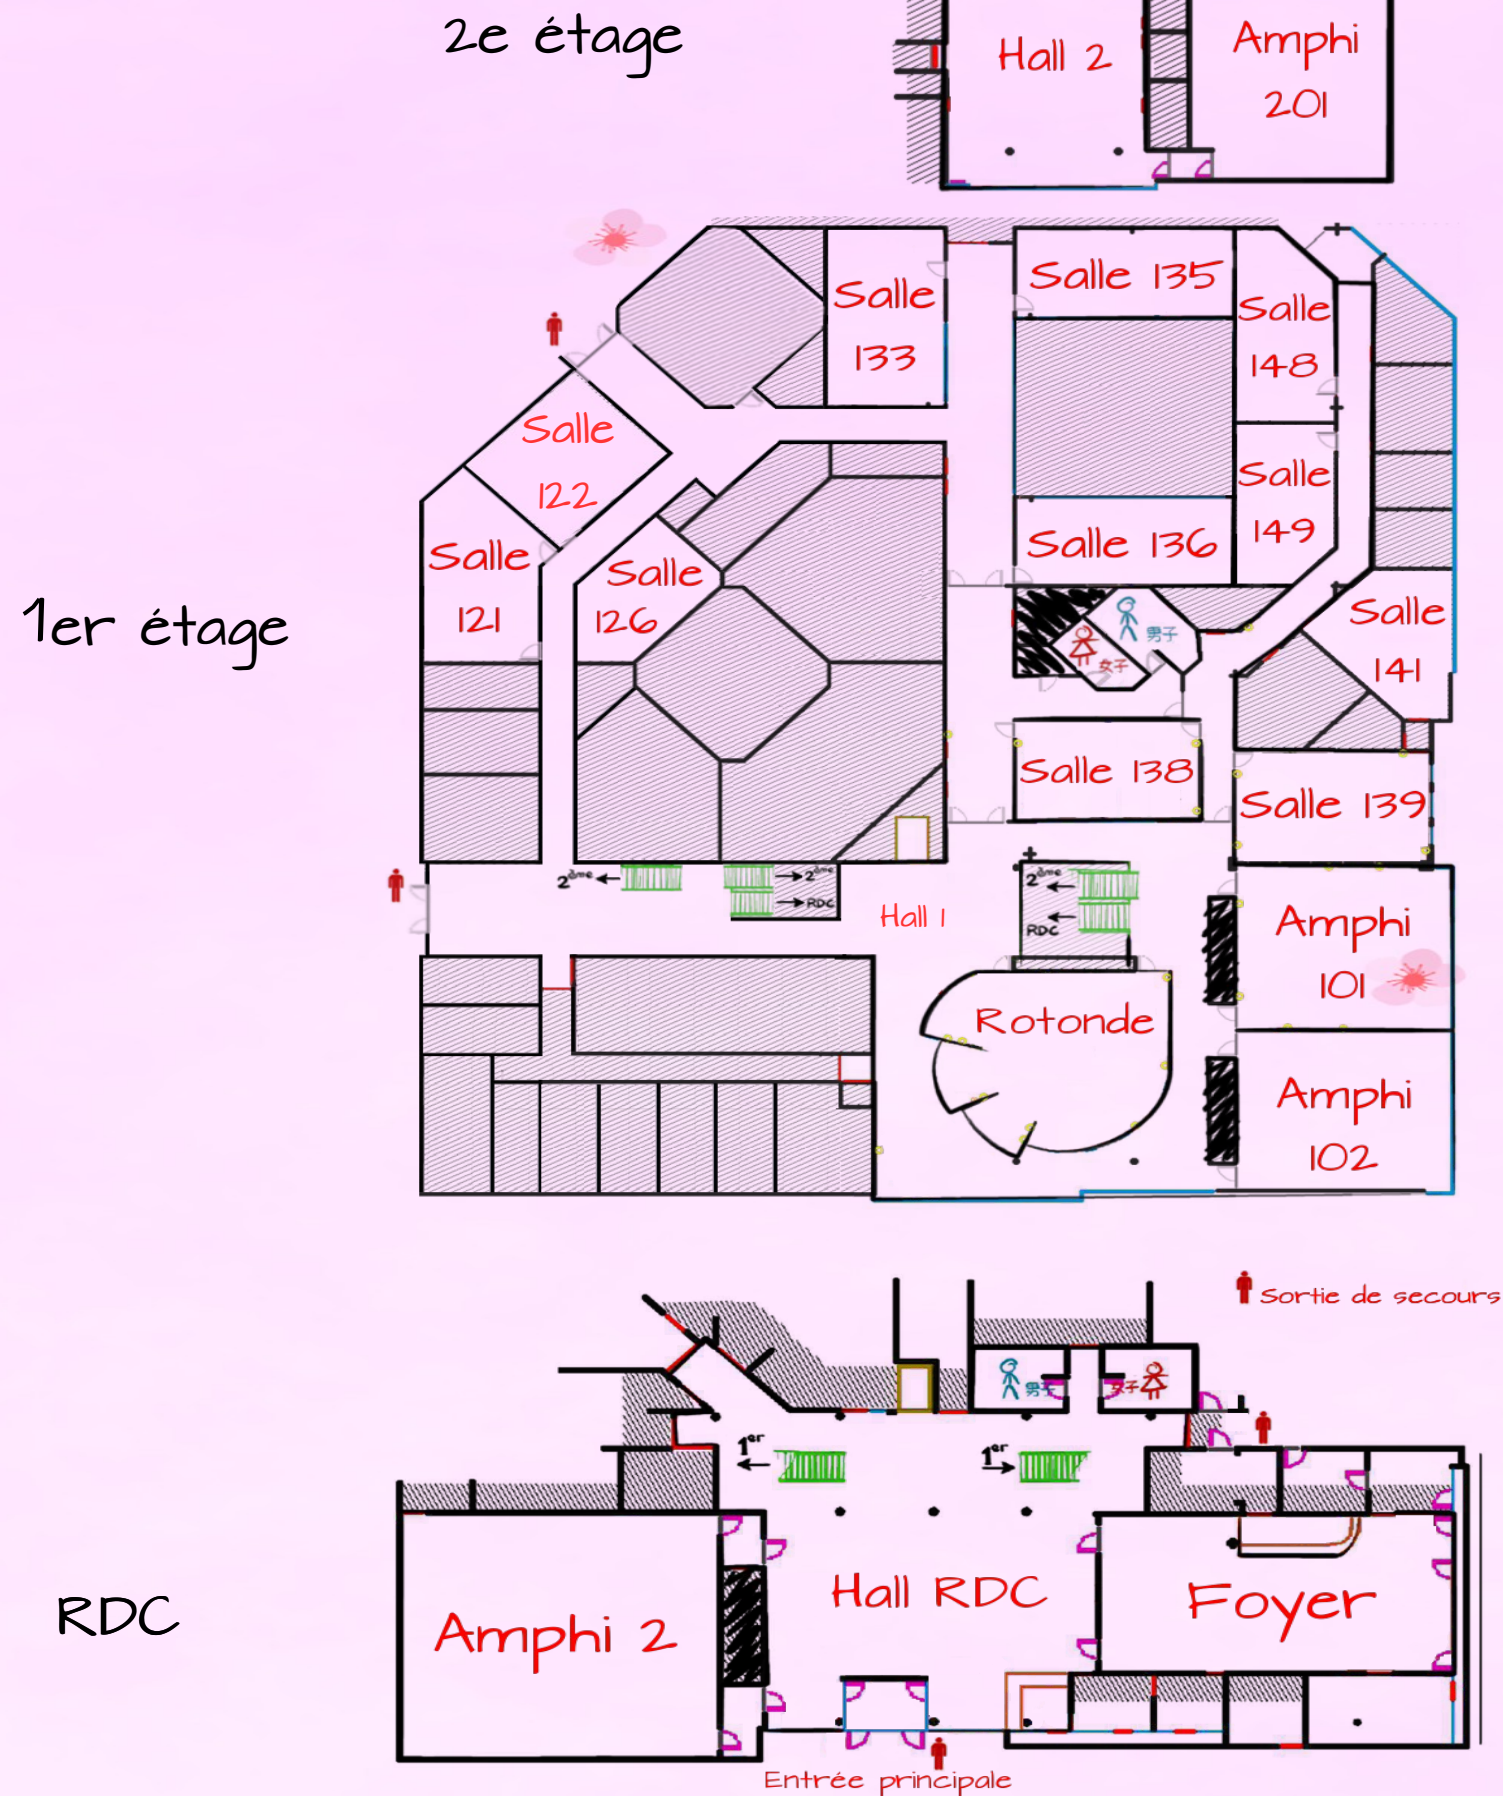 2e étage
Hall 2
Amphi
201
1er étage
Salle
133
Salle 135
Salle
148
Salle
122
Salle
149
Salle 136
Salle
121
Salle
126
男子
女子
Salle
141
Salle 138
Salle 139
2ème
2ème
RDC
Hall 1
2ème
RDC
Amphi
101
Rotonde
Amphi
102
RDC
Sortie de secours
男子
女子
1er
1er
Hall RDC
Foyer
Amphi 2
Entrée principale